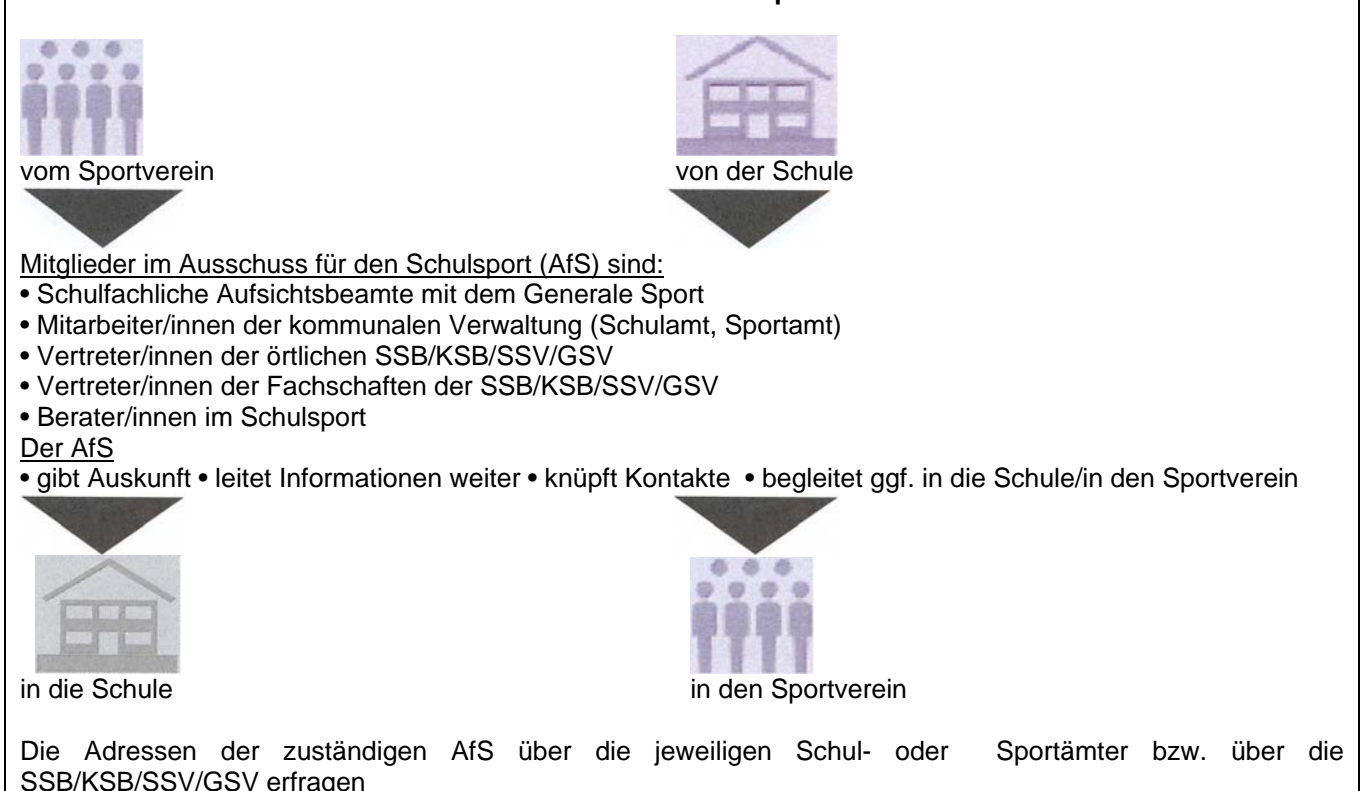 vom Sportverein
von der Schule
Mitglieder im Ausschuss für den Schulsport (AfS) sind:
• Schulfachliche Aufsichtsbeamte mit dem Generale Sport
• Mitarbeiter/innen der kommunalen Verwaltung (Schulamt, Sportamt)
• Vertreter/innen der örtlichen SSB/KSB/SSV/GSV
• Vertreter/innen der Fachschaften der SSB/KSB/SSV/GSV
• Berater/innen im Schulsport
Der AfS
• gibt Auskunft • leitet Informationen weiter • knüpft Kontakte • begleitet ggf. in die Schule/in den Sportverein
in die Schule
in den Sportverein
Die Adressen der zuständigen AfS über die jeweiligen Schul- oder Sportämter bzw. über die
SSB/KSB/SSV/GSV erfragen